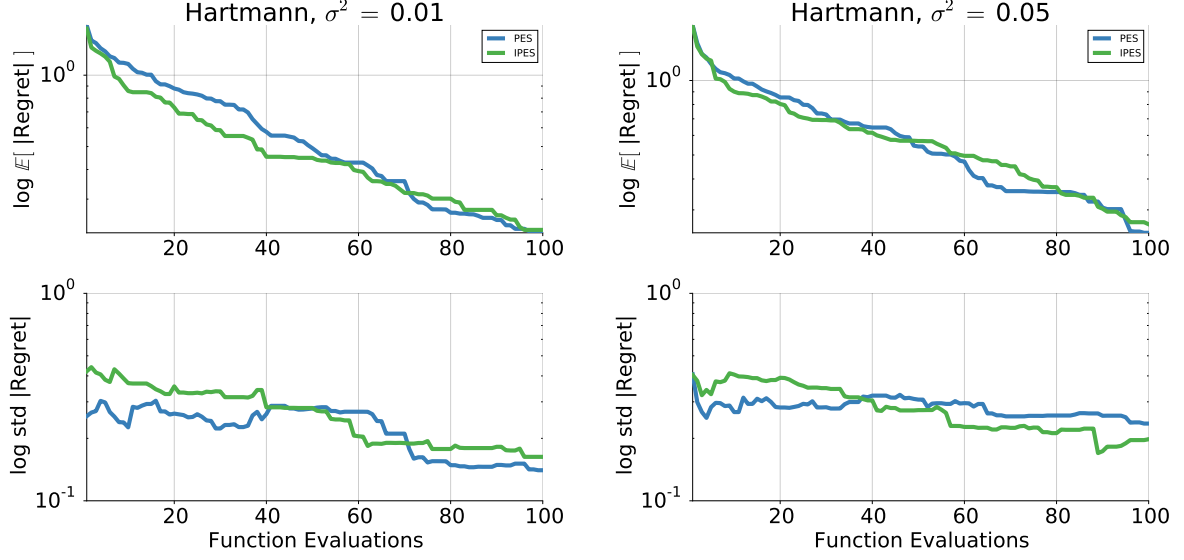 Hartmann, σ² = 0.01
log 𝔼[ |Regret| ]
10⁰
PES
IPES
20 40 60 80 100
Hartmann, σ² = 0.05
log 𝔼[ |Regret| ]
10⁰
PES
IPES
20 40 60 80 100
log std |Regret|
10⁰
10⁻¹
20 40 60 80 100
Function Evaluations
log std |Regret|
10⁰
10⁻¹
20 40 60 80 100
Function Evaluations